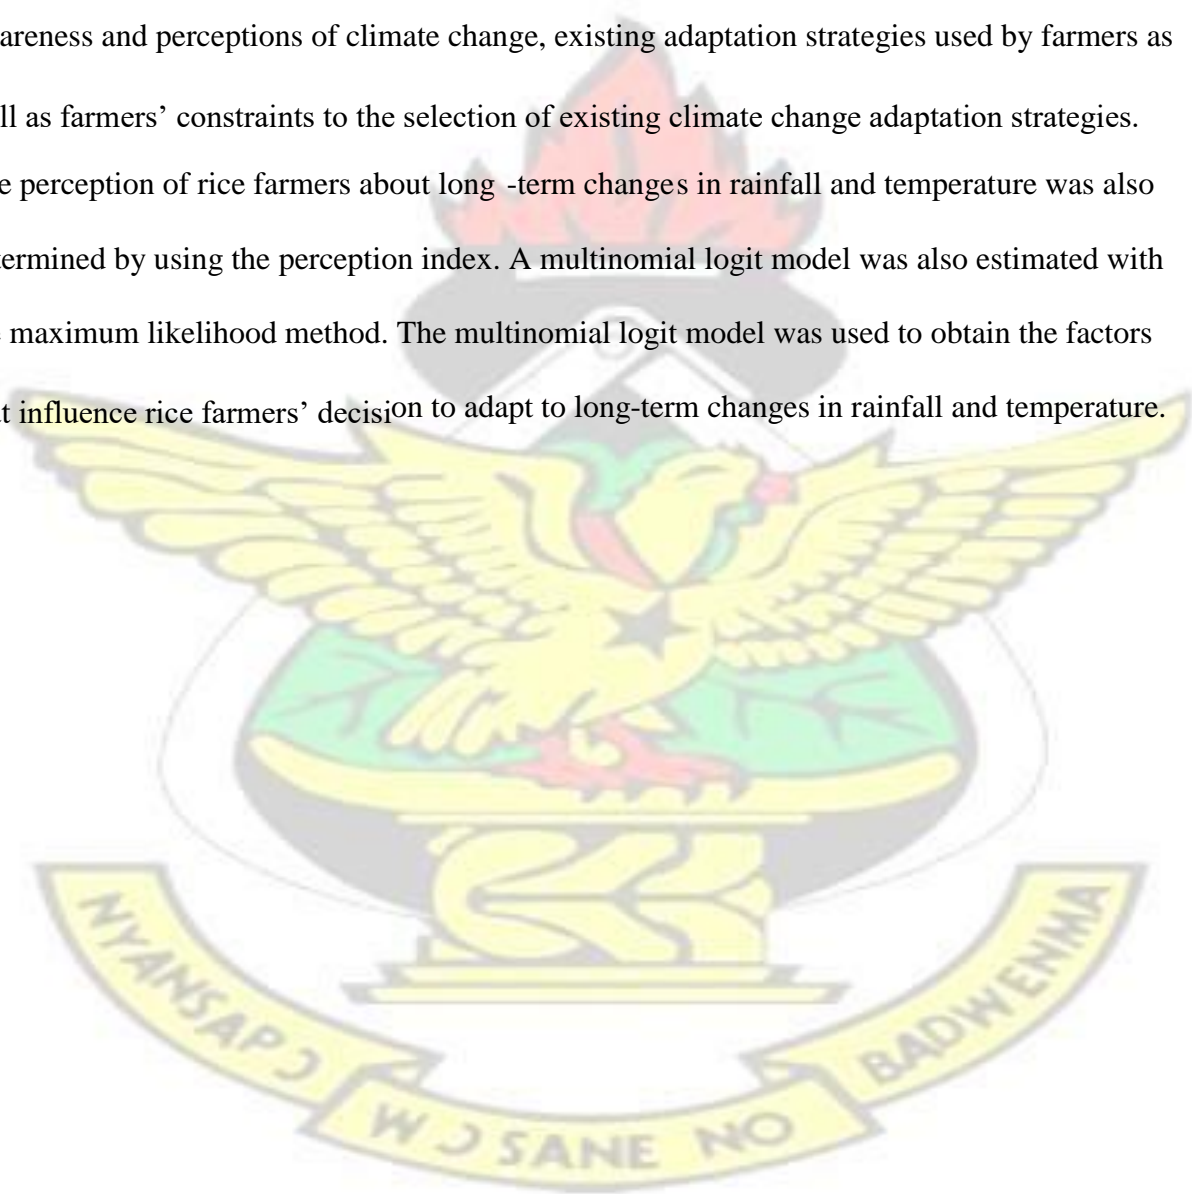 areness and perceptions of climate change, existing adaptation strategies used by farmers as
ll as farmers’ constraints to the selection of existing climate change adaptation strategies.
e perception of rice farmers about long -term changes in rainfall and temperature was also
termined by using the perception index. A multinomial logit model was also estimated with
maximum likelihood method. The multinomial logit model was used to obtain the factors
t influence rice farmers’ decision to adapt to long-term changes in rainfall and temperature.
NYANSAPƆ
WƆ SANE NO
BADWENMA